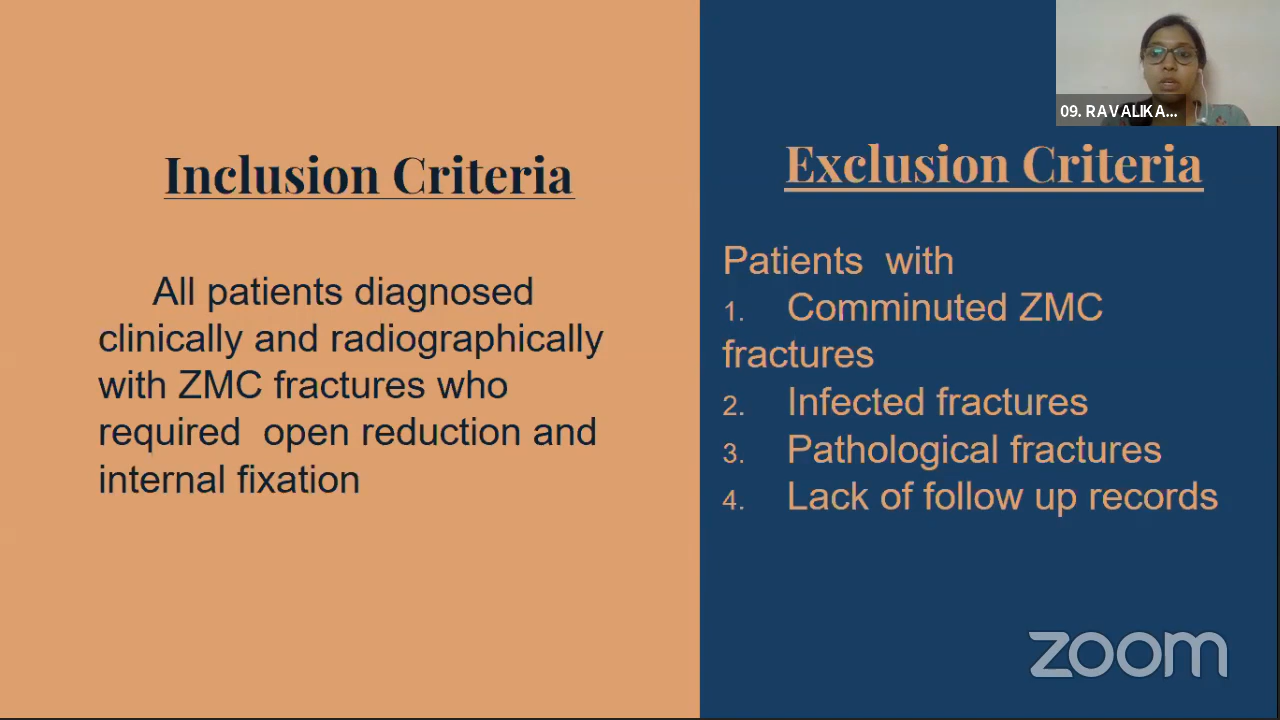 09. RAVALIKA...
Inclusion Criteria
All patients diagnosed
clinically and radiographically
with ZMC fractures who
required open reduction and
internal fixation
Exclusion Criteria
Patients with
1. Comminuted ZMC
fractures
2. Infected fractures
3. Pathological fractures
4. Lack of follow up records
zoom